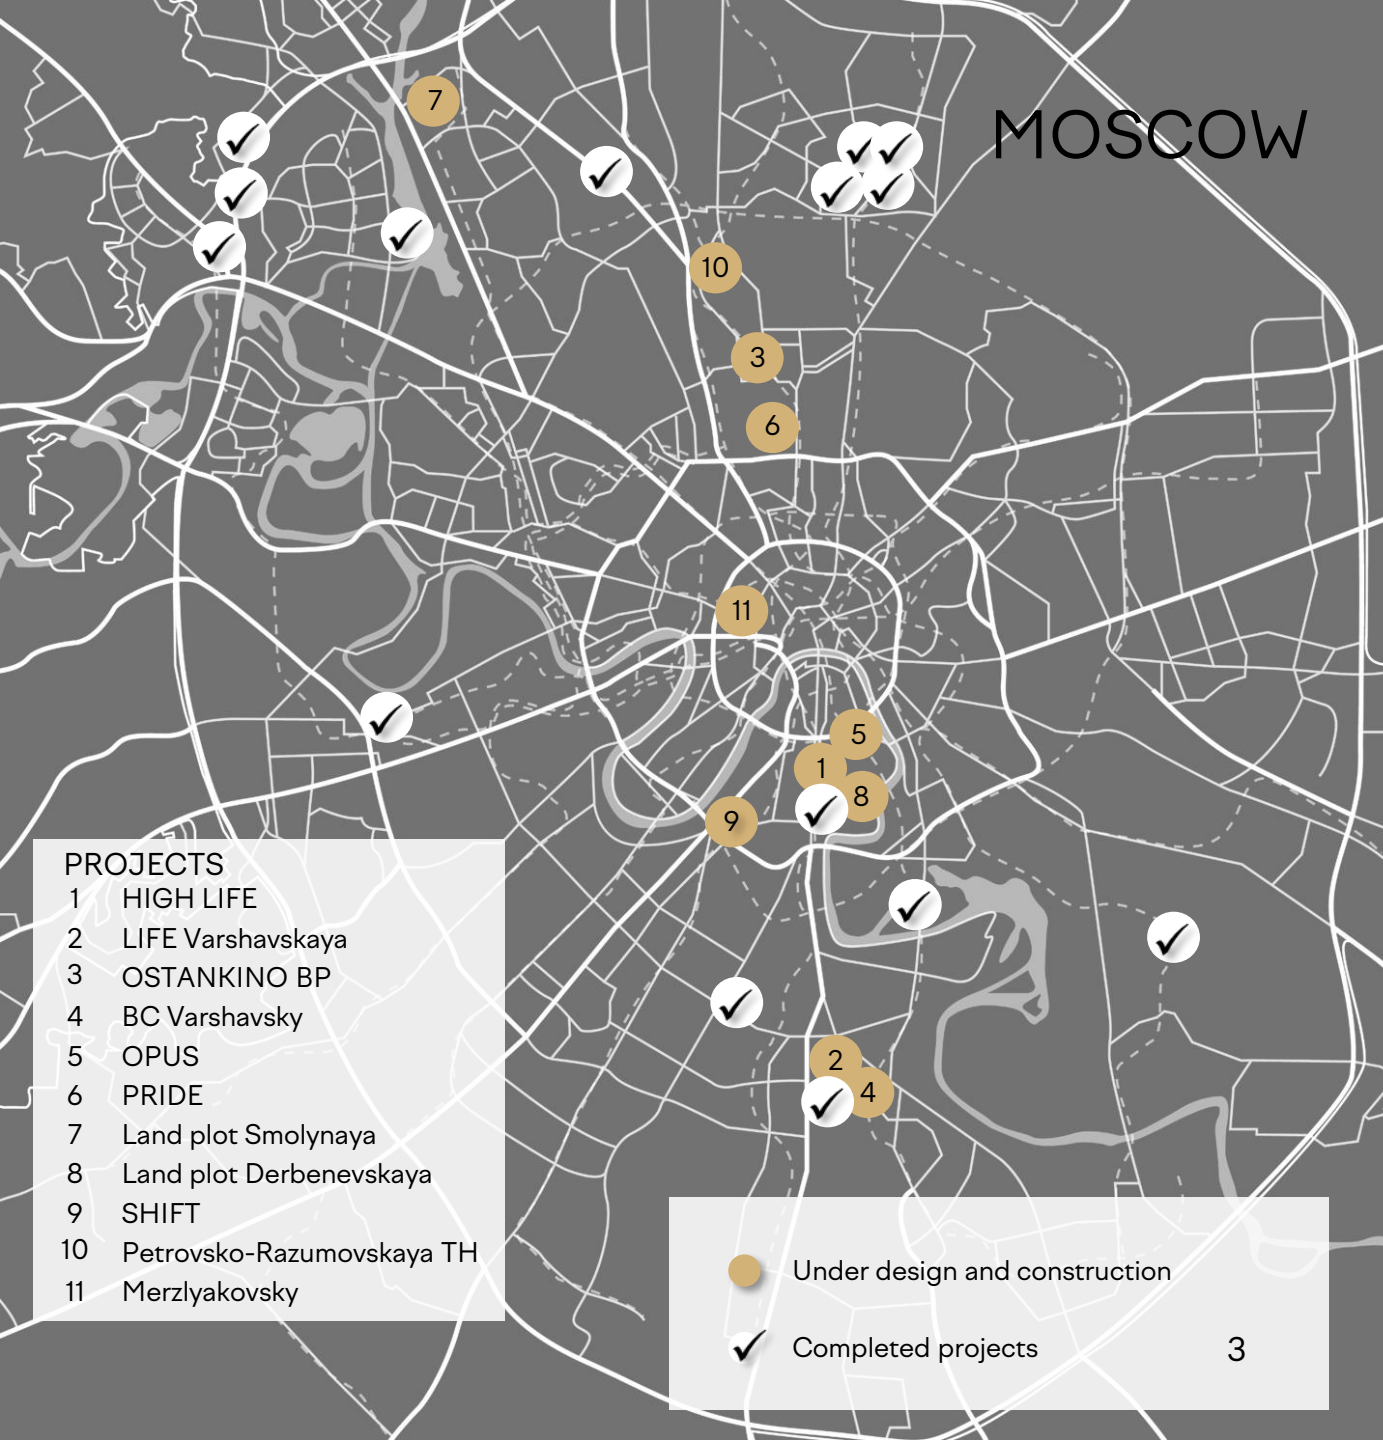 MOSCOW
7
10
3
6
11
5
1
8
9
2
4
PROJECTS
1 HIGH LIFE
2 LIFE Varshavskaya
3 OSTANKINO BP
4 BC Varshavsky
5 OPUS
6 PRIDE
7 Land plot Smolynaya
8 Land plot Derbenevskaya
9 SHIFT
10 Petrovsko-Razumovskaya TH
11 Merzlyakovsky
Under design and construction
Completed projects 3